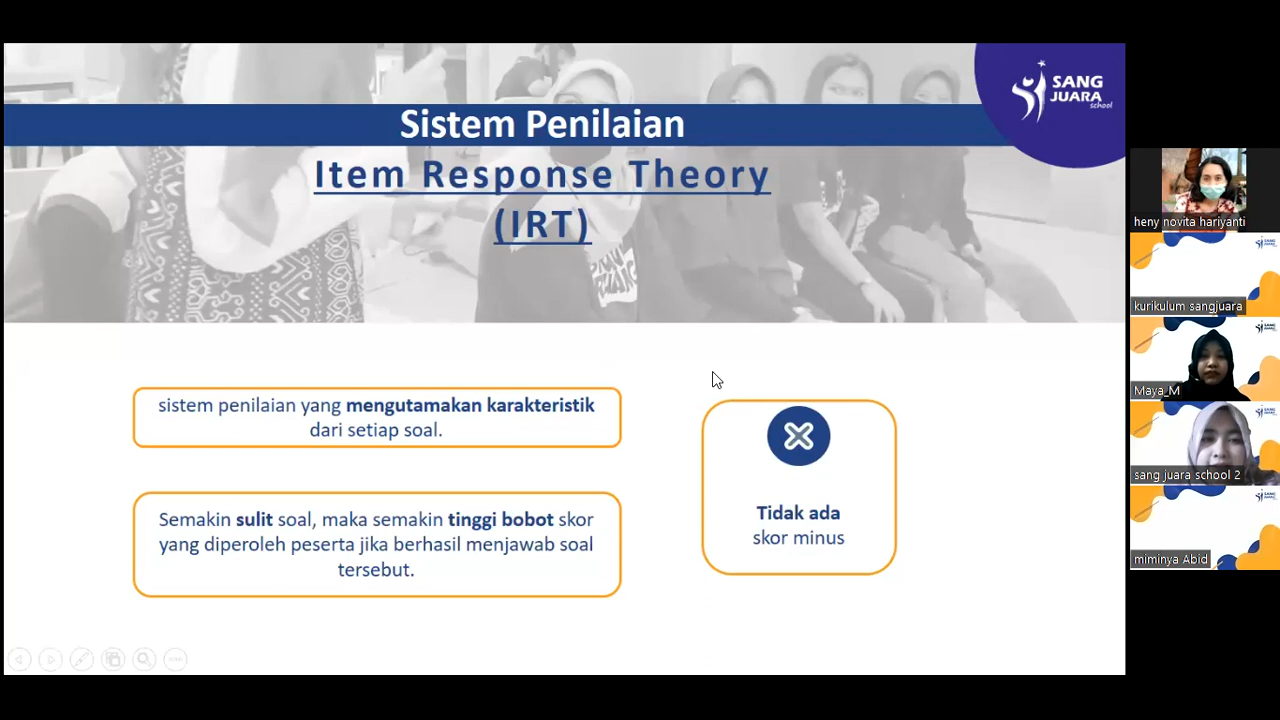 SANG
JUARA
school
Sistem Penilaian
Item Response Theory
(IRT)
sistem penilaian yang mengutamakan karakteristik
dari setiap soal.
Semakin sulit soal, maka semakin tinggi bobot skor
yang diperoleh peserta jika berhasil menjawab soal
tersebut.
Tidak ada
skor minus
heny novita hariyanti
kurikulum sangjuara
Maya_M
sang juara school 2
miminya Abid